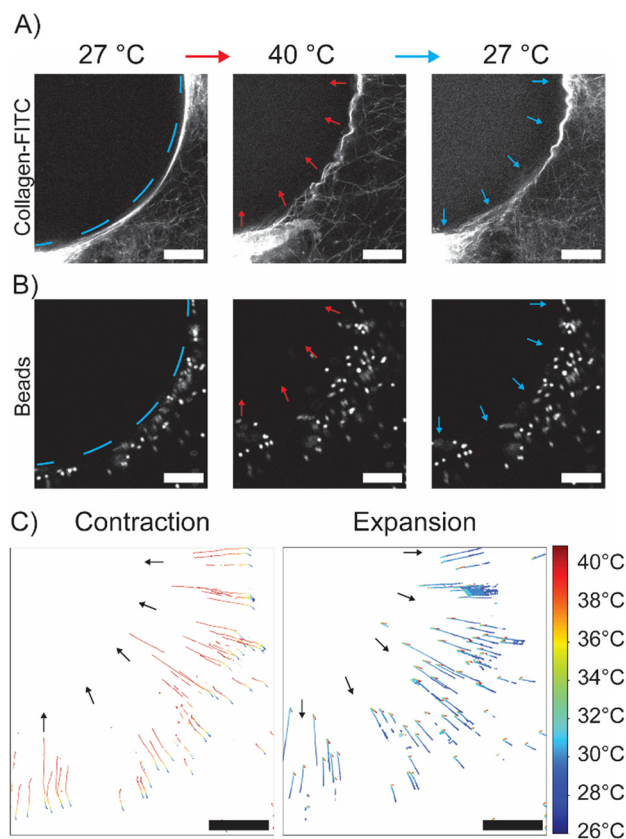 A)
27 °C
40 °C
27 °C
Collagen-FITC
B)
Beads
C)
Contraction
Expansion
40°C
38°C
36°C
34°C
32°C
30°C
28°C
26°C